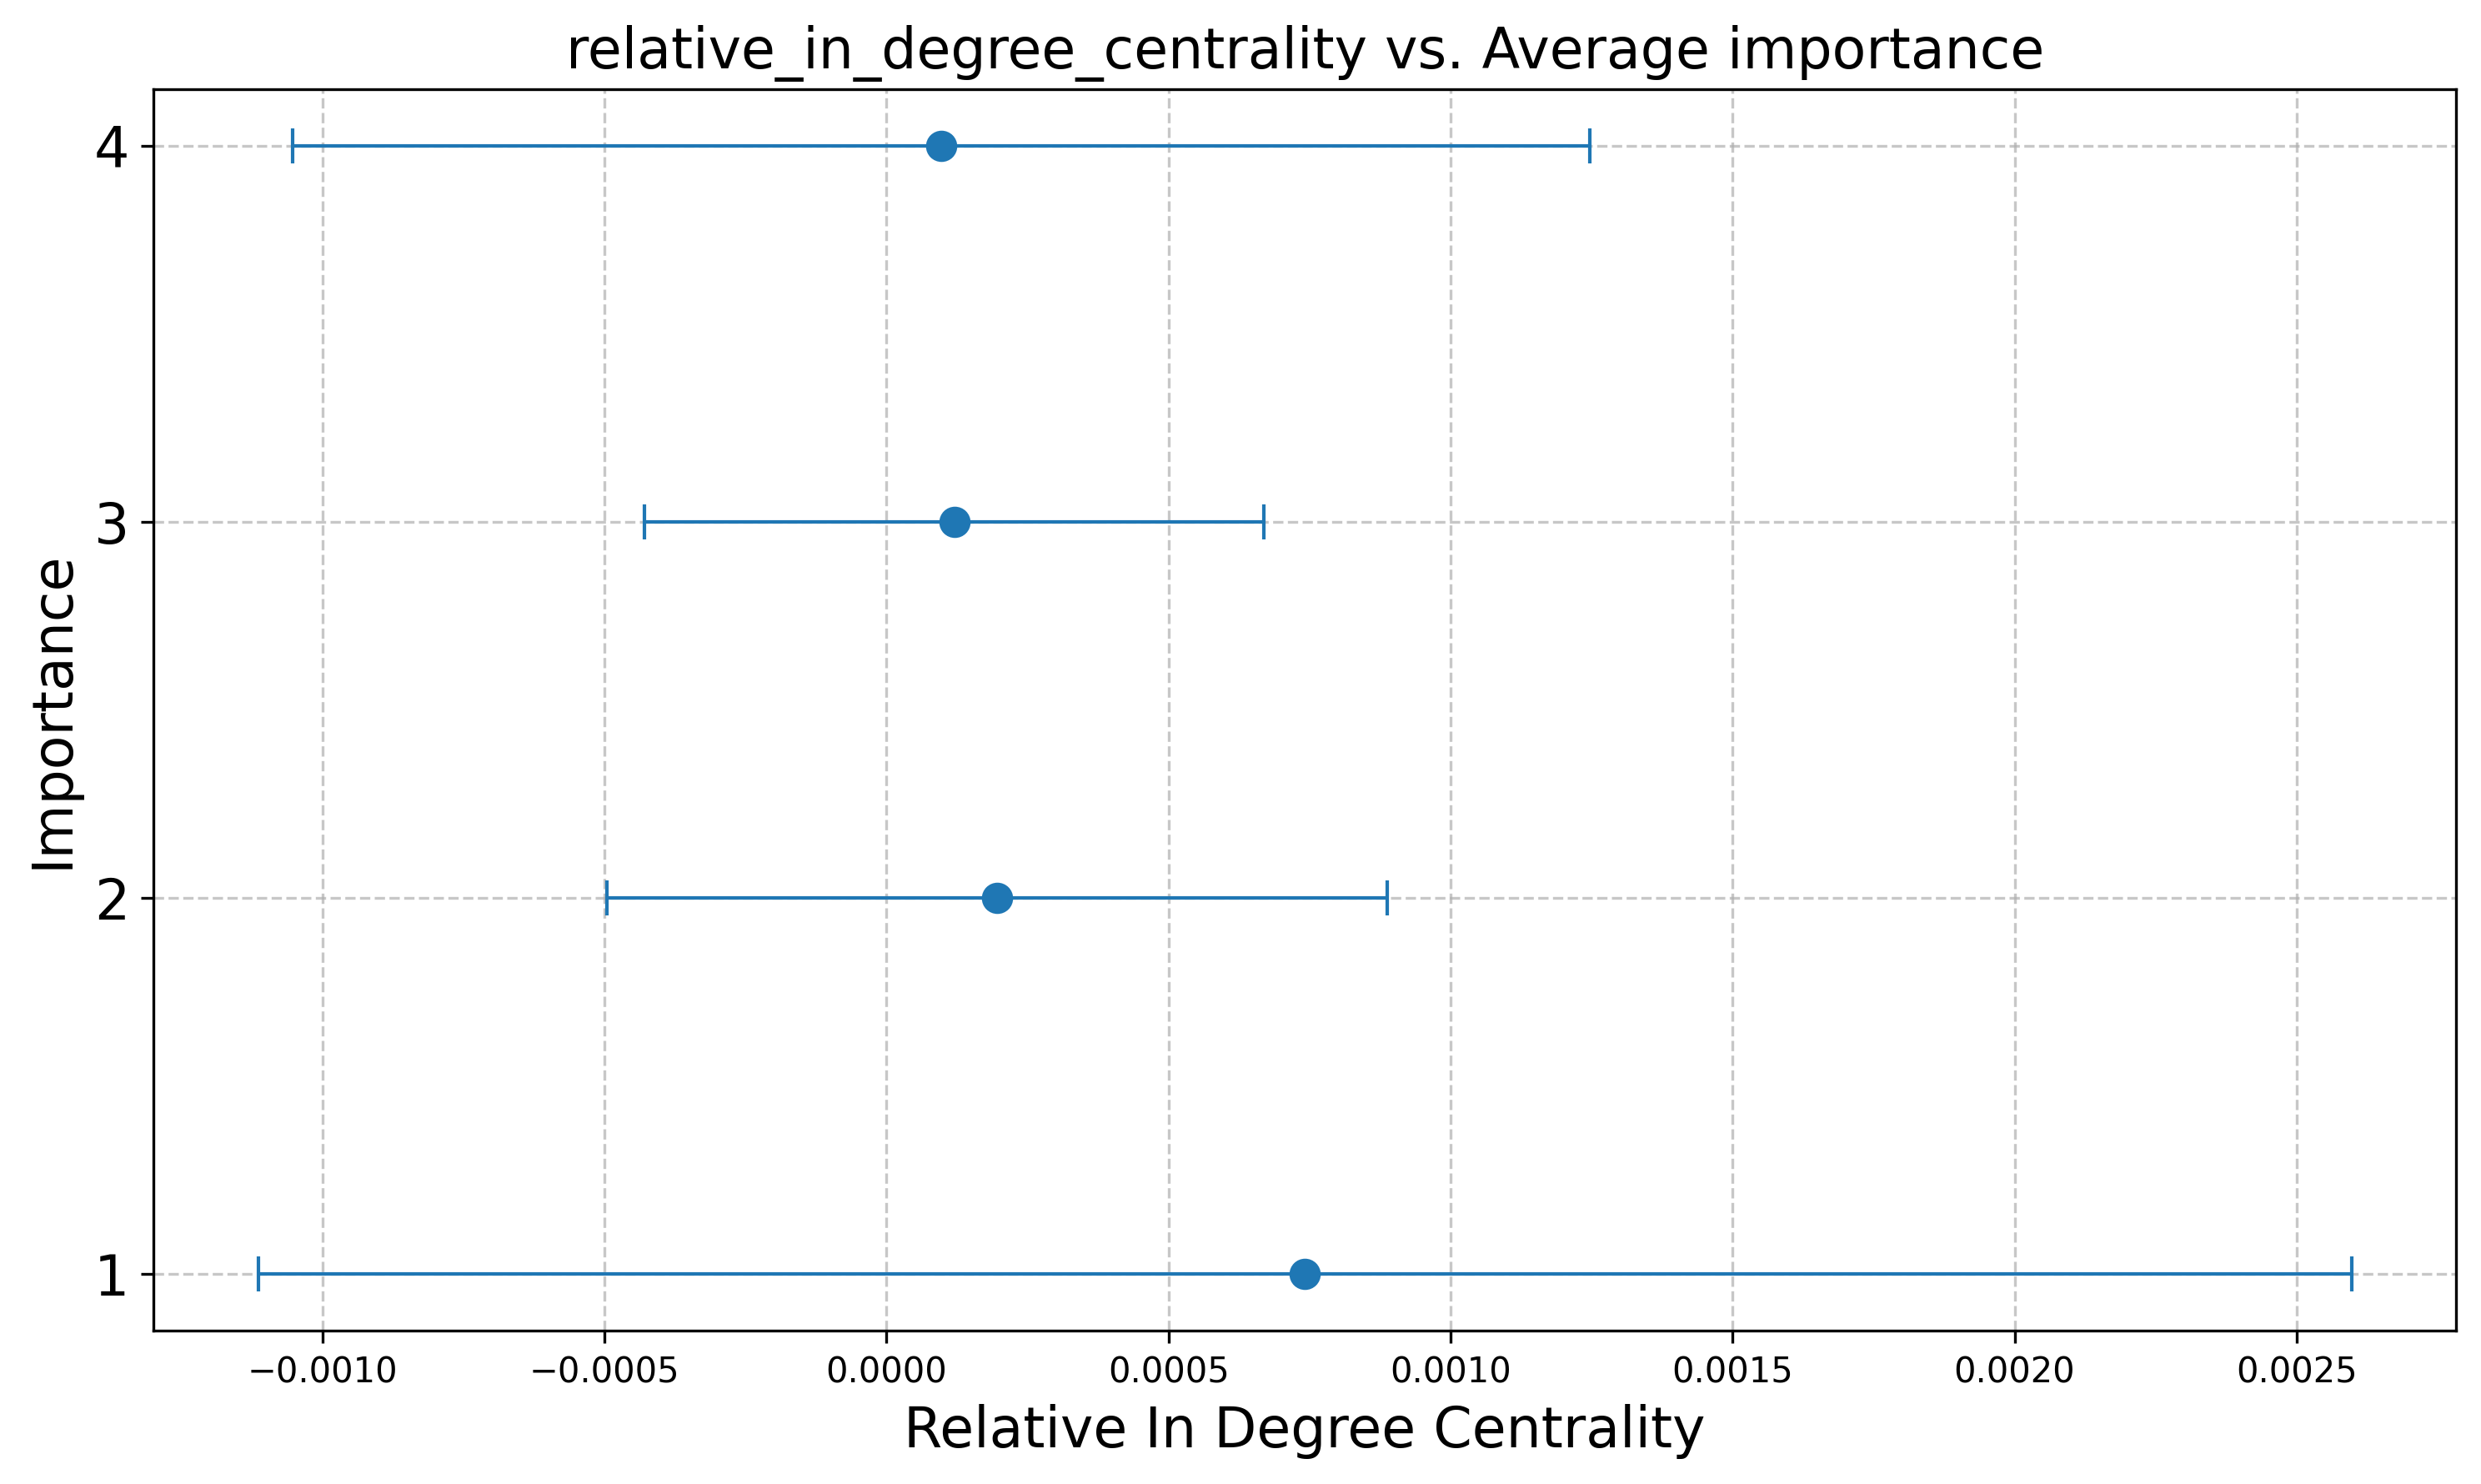 relative_in_degree_centrality vs. Average importance
Importance
4
3
2
1
−0.0010 −0.0005 0.0000 0.0005 0.0010 0.0015 0.0020 0.0025
Relative In Degree Centrality